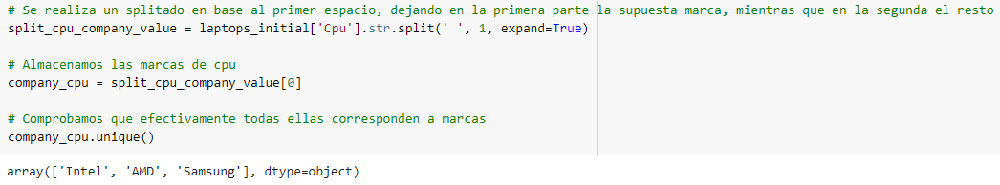 # Se realiza un splitado en base al primer espacio, dejando en la primera parte la supuesta marca, mientras que en la segunda el resto
split_cpu_company_value = laptops_initial['Cpu'].str.split(' ', 1, expand=True)
# Almacenamos las marcas de cpu
company_cpu = split_cpu_company_value[0]
# Comprobamos que efectivamente todas ellas corresponden a marcas
company_cpu.unique()
array(['Intel', 'AMD', 'Samsung'], dtype=object)